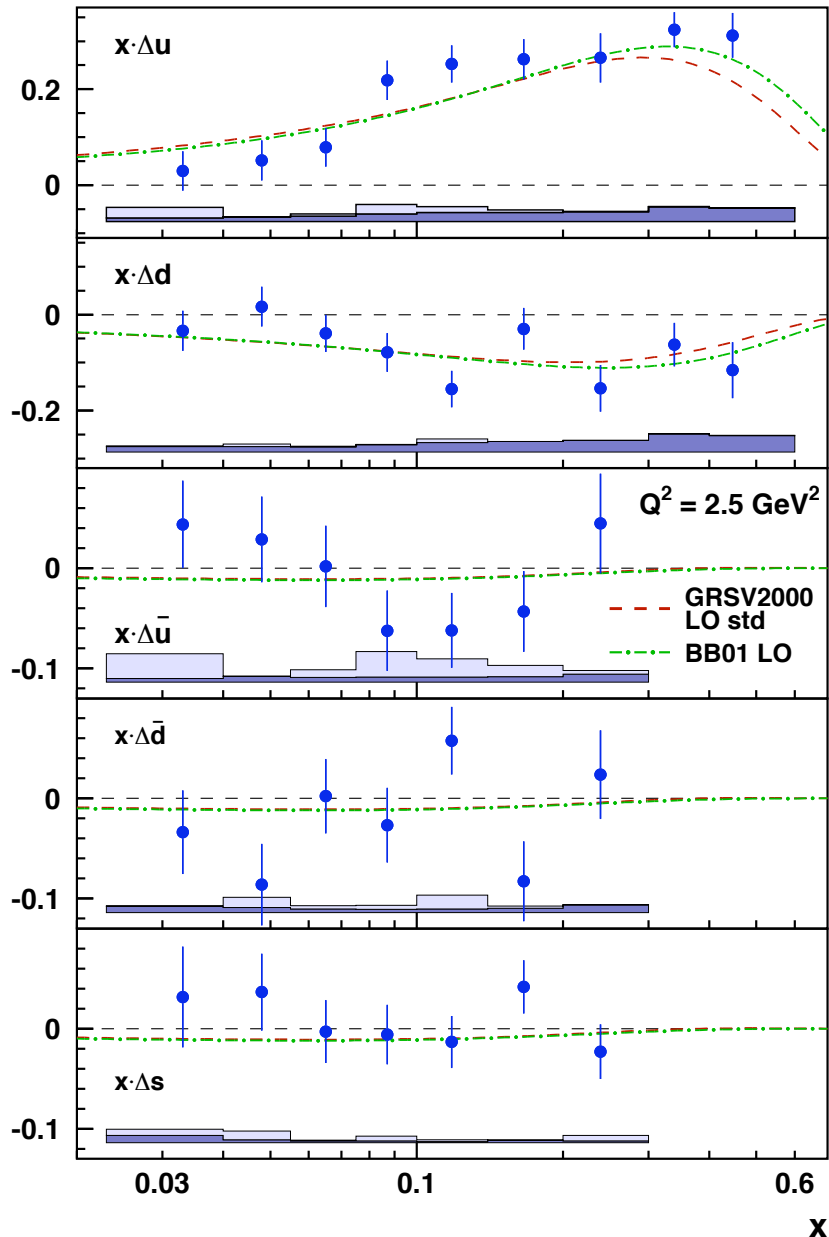 x·Δu
0.2
0
x·Δd
0
-0.2
Q² = 2.5 GeV²
0
GRSV2000
LO std
x·Δū
BB01 LO
-0.1
x·Δd̄
0
-0.1
0
x·Δs
-0.1
0.03 0.1 0.6
x